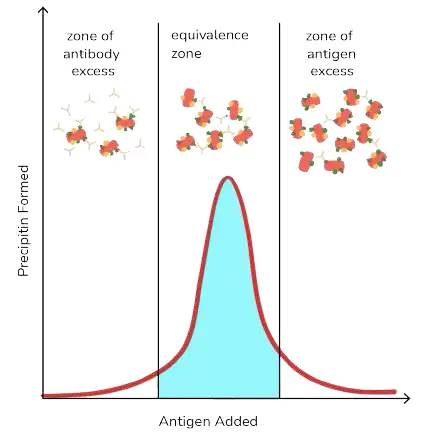 zone of
antibody
excess
equivalence
zone
zone of
antigen
excess
Precipitin Formed
Antigen Added